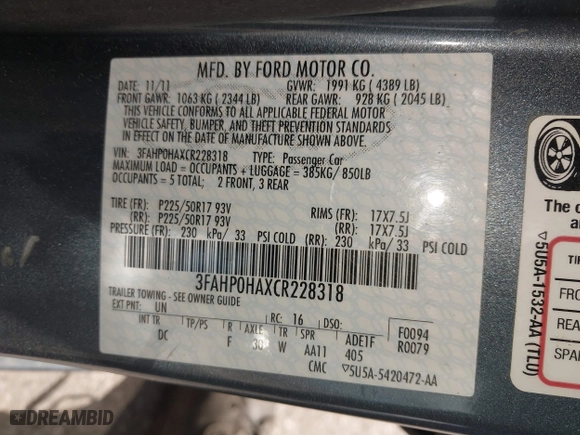 MFD. BY FORD MOTOR CO.
DATE: 11/11
GVWR: 1991 KG ( 4389 LB)
FRONT GAWR: 1063 KG ( 2344 LB)
REAR GAWR: 928 KG ( 2045 LB)
THIS VEHICLE CONFORMS TO ALL APPLICABLE FEDERAL MOTOR
VEHICLE SAFETY, BUMPER, AND THEFT PREVENTION STANDARDS
IN EFFECT ON THE DATE OF MANUFACTURE SHOWN ABOVE.
VIN: 3FAHP0HAXCR228318 TYPE: Passenger Car
MAXIMUM LOAD = OCCUPANTS + LUGGAGE = 385KG/ 850LB
OCCUPANTS = 5 TOTAL; 2 FRONT, 3 REAR
TIRE (FR): P225/50R17 93V RIMS (FR): 17X7.5J
(RR): P225/50R17 93V (RR): 17X7.5J
PRESSURE (FR): 230 kPa/ 33 PSI COLD (RR): 230 kPa/ 33 PSI COLD
3FAHP0HAXCR228318
TRAILER TOWING - SEE OWNER GUIDE
EXT PNT: UN RC: 16 DSO: F0094
R0079
INT TR TP/PS R AXLE TR SPR ADE1F
DC F W AA11 405
CMC ▽5U5A-5420472-AA
The
an
TI
FRO
REA
SPA
▽5U5A-1532-AA (TL0)
DREAMBID